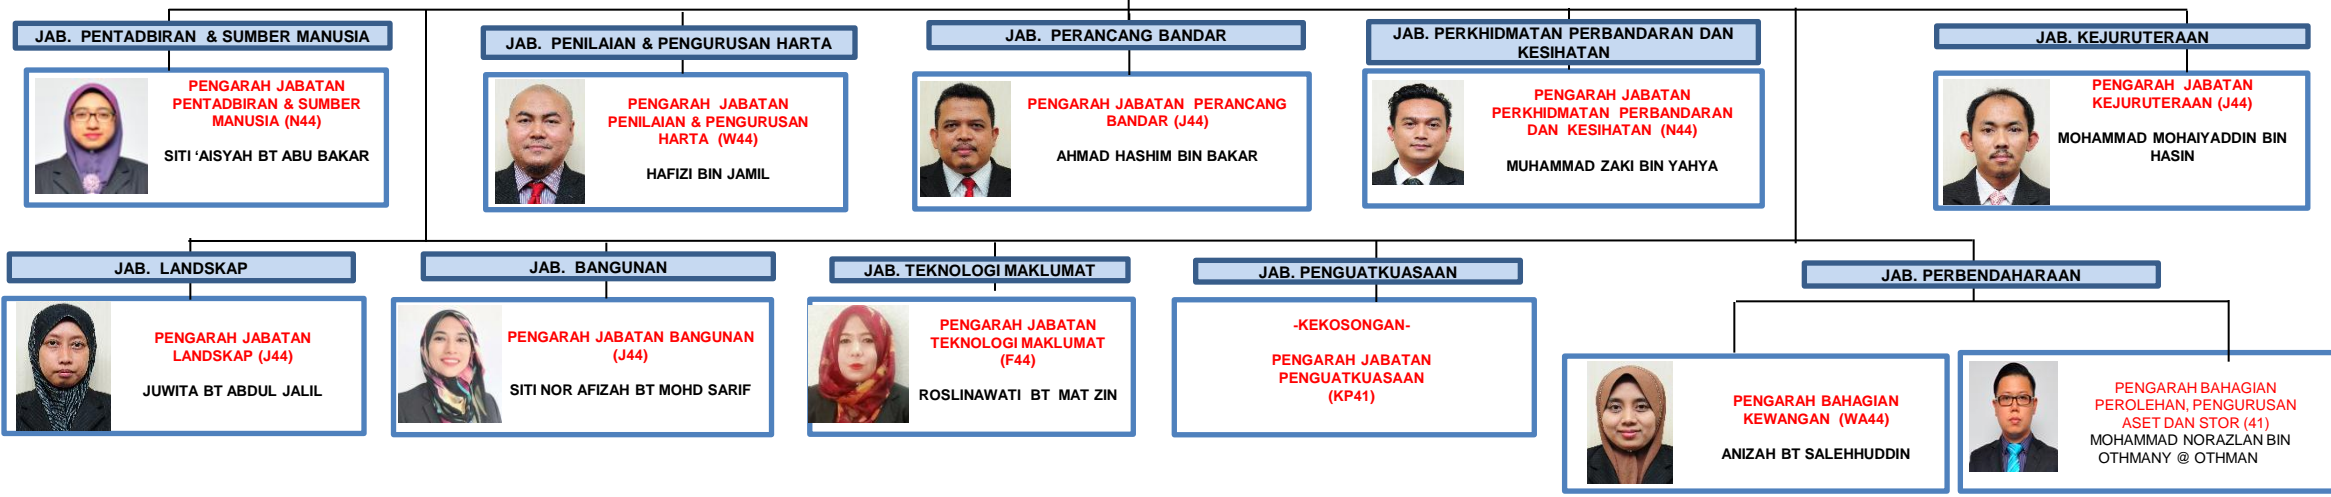 JAB. PENTADBIRAN & SUMBER MANUSIA
PENGARAH JABATAN
PENTADBIRAN & SUMBER
MANUSIA (N44)
SITI ‘AISYAH BT ABU BAKAR
JAB. PENILAIAN & PENGURUSAN HARTA
PENGARAH JABATAN
PENILAIAN & PENGURUSAN
HARTA (W44)
HAFIZI BIN JAMIL
JAB. PERANCANG BANDAR
PENGARAH JABATAN PERANCANG
BANDAR (J44)
AHMAD HASHIM BIN BAKAR
JAB. PERKHIDMATAN PERBANDARAN DAN
KESIHATAN
PENGARAH JABATAN
PERKHIDMATAN PERBANDARAN
DAN KESIHATAN (N44)
MUHAMMAD ZAKI BIN YAHYA
JAB. KEJURUTERAAN
PENGARAH JABATAN
KEJURUTERAAN (J44)
MOHAMMAD MOHAIYADDIN BIN
HASIN
JAB. LANDSKAP
PENGARAH JABATAN
LANDSKAP (J44)
JUWITA BT ABDUL JALIL
JAB. BANGUNAN
PENGARAH JABATAN BANGUNAN
(J44)
SITI NOR AFIZAH BT MOHD SARIF
JAB. TEKNOLOGI MAKLUMAT
PENGARAH JABATAN
TEKNOLOGI MAKLUMAT
(F44)
ROSLINAWATI BT MAT ZIN
JAB. PENGUATKUASAAN
-KEKOSONGAN-
PENGARAH JABATAN
PENGUATKUASAAN
(KP41)
JAB. PERBENDAHARAAN
PENGARAH BAHAGIAN
KEWANGAN (WA44)
ANIZAH BT SALEHHUDDIN
PENGARAH BAHAGIAN
PEROLEHAN, PENGURUSAN
ASET DAN STOR (41)
MOHAMMAD NORAZLAN BIN
OTHMANY @ OTHMAN